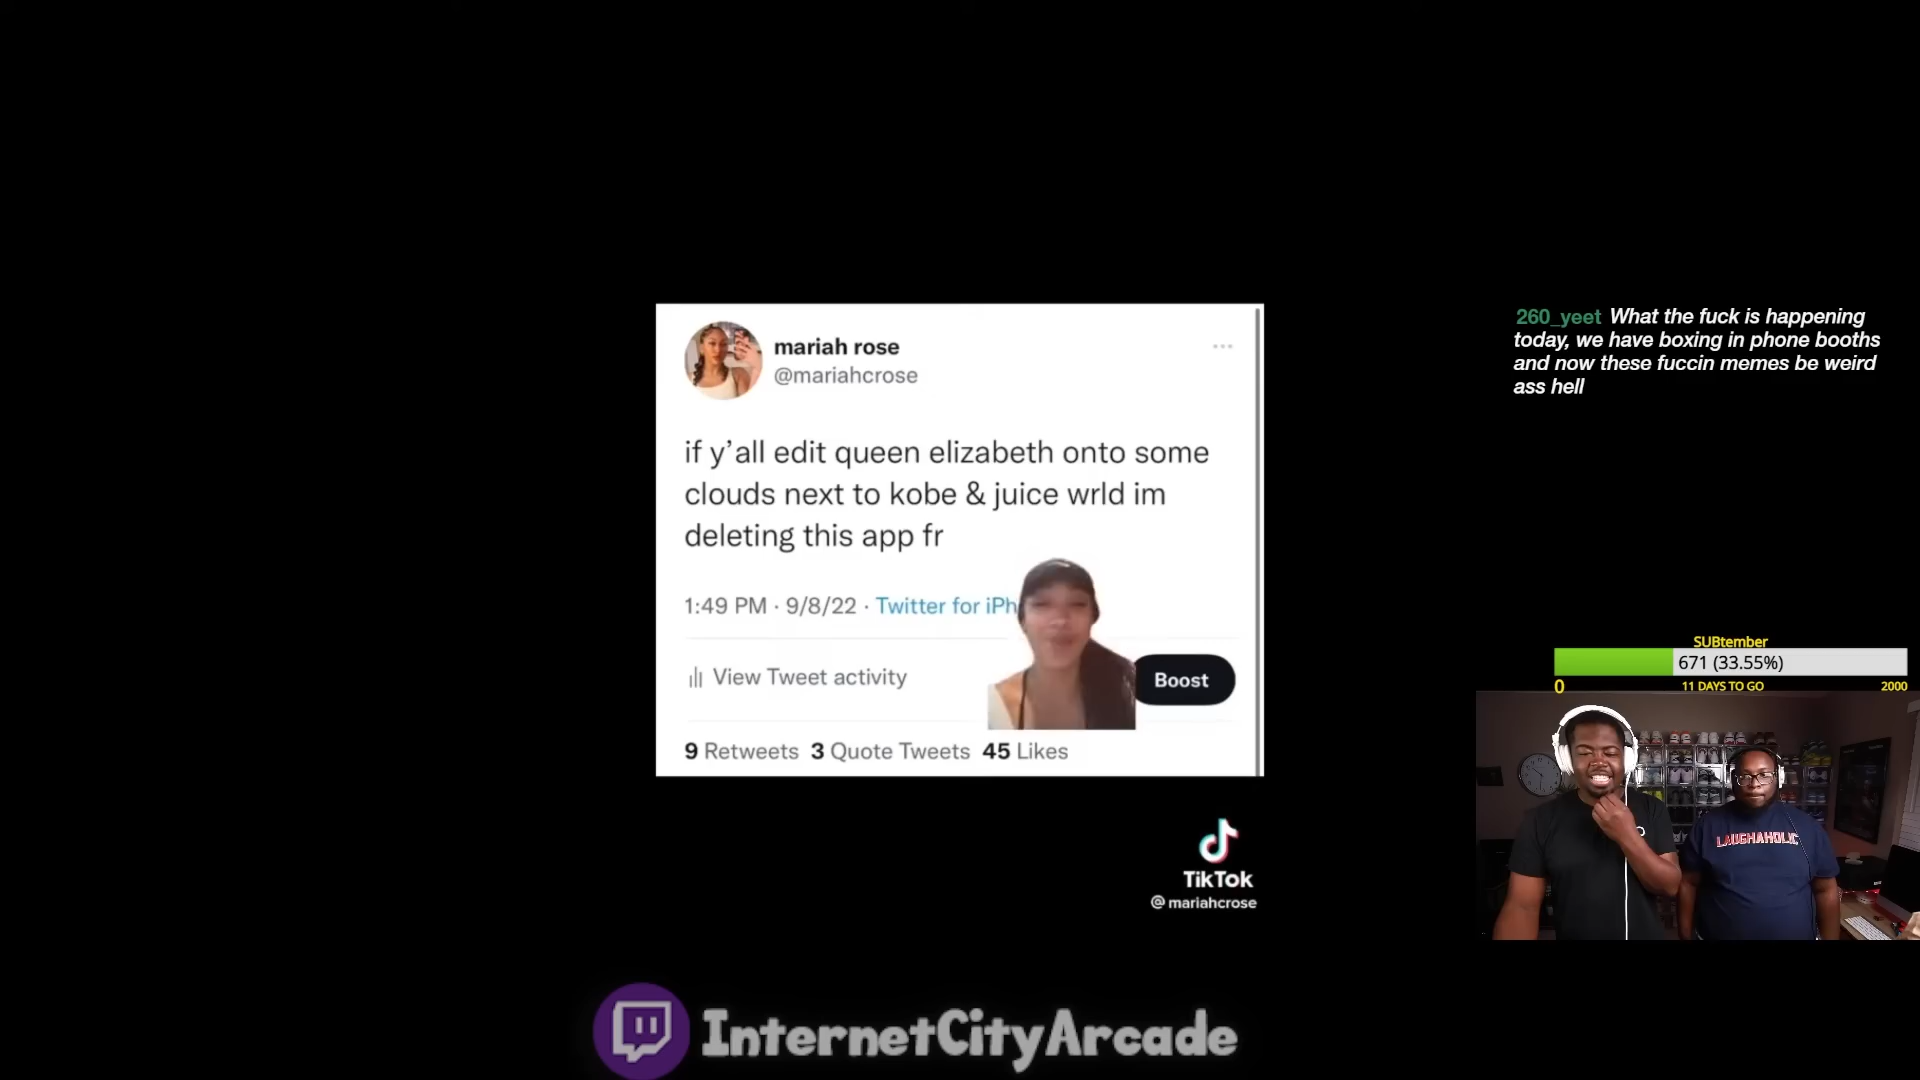 mariah rose
@mariahcrose
if y'all edit queen elizabeth onto some
clouds next to kobe & juice wrld im
deleting this app fr
1:49 PM · 9/8/22 · Twitter for iPh
View Tweet activity
Boost
9 Retweets 3 Quote Tweets 45 Likes
TikTok
@mariahcrose
260_yeet What the fuck is happening
today, we have boxing in phone booths
and now these fuccin memes be weird
ass hell
SUBtember
671 (33.55%)
0 11 DAYS TO GO 2000
LAUGHAHOLIC
InternetCityArcade